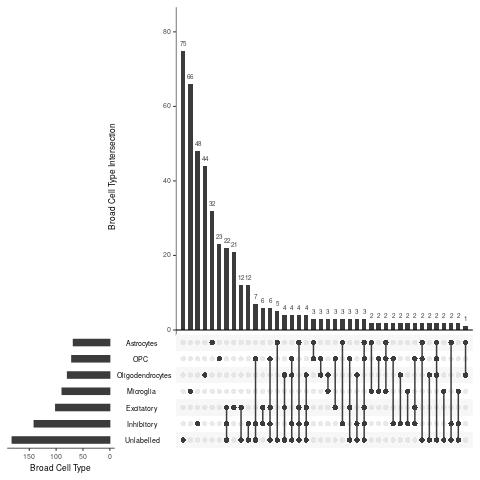 80
75
66
60
48
44
40
32
23 22 21
20
12 12
7 6 6 5 4 4 4 4 3 3 3 3 3 3 3 3 2 2 2 2 2 2 2 2 2 2 2 2 2 1
0
Broad Cell Type Intersection
Astrocytes
OPC
Oligodendrocytes
Microglia
Excitatory
Inhibitory
Unlabelled
150 100 50 0
Broad Cell Type